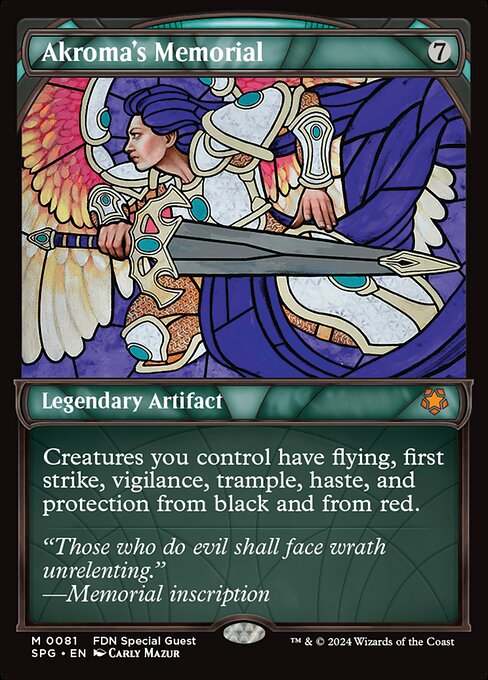 Akroma's Memorial 7
Legendary Artifact
Creatures you control have flying, first
strike, vigilance, trample, haste, and
protection from black and from red.
“Those who do evil shall face wrath
unrelenting.”
—Memorial inscription
M 0081 FDN Special Guest
SPG • EN Carly Mazur
™ & © 2024 Wizards of the Coast